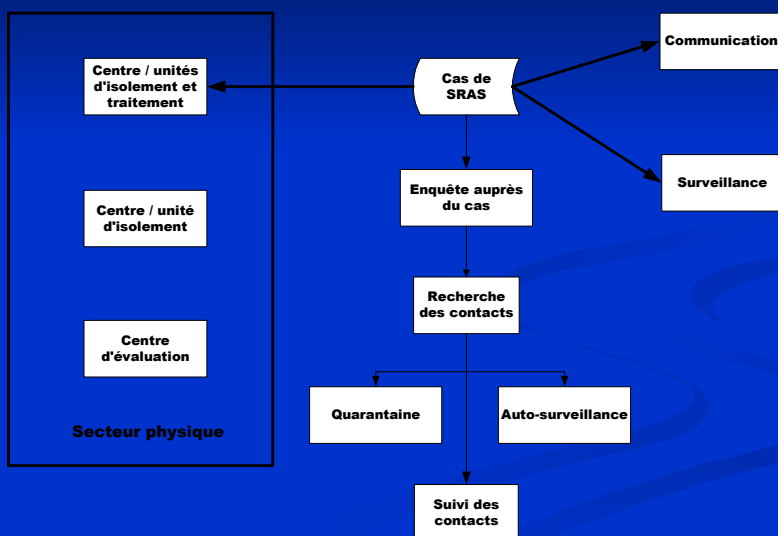 Communication
Centre / unités
d'isolement et
traitement
Cas de
SRAS
Surveillance
Enquête auprès
du cas
Centre / unité
d'isolement
Recherche
des contacts
Centre
d'évaluation
Quarantaine
Auto-surveillance
Secteur physique
Suivi des
contacts